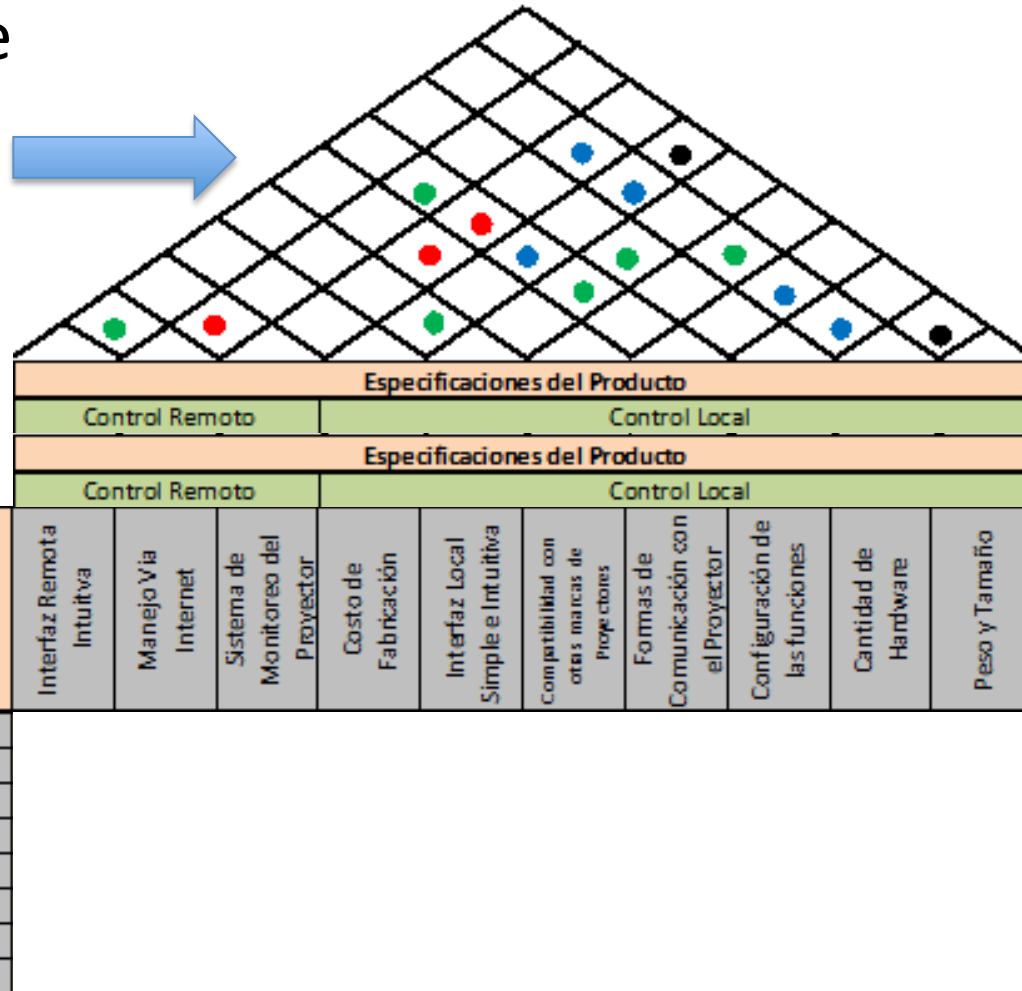 e
Especificaciones del Producto
Control Remoto
Control Local
Especificaciones del Producto
Control Remoto
Control Local
Interfaz Remota
Intuitva
Manejo Via
Internet
Sistema de
Monitoreo del
Proyector
Costo de
Fabricación
Interfaz Local
Simple e Intuitiva
Compatibilidad con
otras marcas de
Proyectores
Formas de
Comunicación con
el Proyector
Configuración de
las funciones
Cantidad de
Hardware
Peso y Tamaño